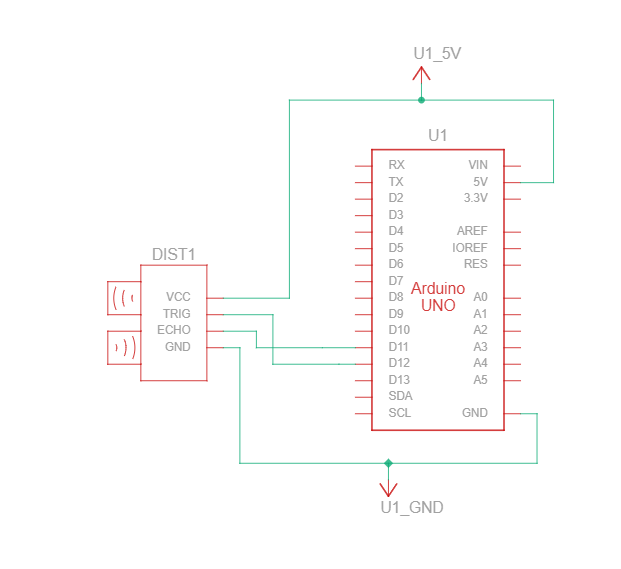 U1_5V
U1
RX VIN
TX 5V
D2 3.3V
D3
D4 AREF
D5 IOREF
D6 RES
D7
Arduino
UNO
D8 A0
D9 A1
D10 A2
D11 A3
D12 A4
D13 A5
SDA
SCL GND
DIST1
VCC
TRIG
ECHO
GND
U1_GND